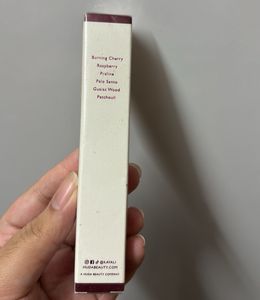 Burning Cherry
Raspberry
Praline
Palo Santo
Guaiac Wood
Patchouli
@KAYALI
HUDABEAUTY.COM
A HUDA BEAUTY COMPANY